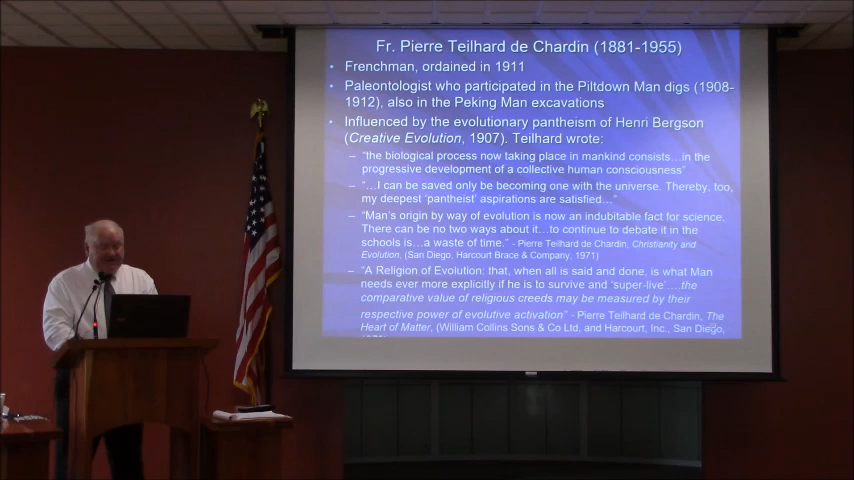 Fr. Pierre Teilhard de Chardin (1881-1955)
• Frenchman, ordained in 1911
• Paleontologist who participated in the Piltdown Man digs (1908-
1912), also in the Peking Man excavations
• Influenced by the evolutionary pantheism of Henri Bergson
(Creative Evolution, 1907). Teilhard wrote:
– “the biological process now taking place in mankind consists…in the
progressive development of a collective human consciousness”
– “…I can be saved only be becoming one with the universe. Thereby, too,
my deepest ‘pantheist’ aspirations are satisfied…”
– “Man’s origin by way of evolution is now an indubitable fact for science.
There can be no two ways about it…to continue to debate it in the
schools is…a waste of time.” - Pierre Teilhard de Chardin, Christianity and
Evolution, (San Diego, Harcourt Brace & Company, 1971)
– “A Religion of Evolution: that, when all is said and done, is what Man
needs ever more explicitly if he is to survive and ‘super-live’….the
comparative value of religious creeds may be measured by their
respective power of evolutive activation” - Pierre Teilhard de Chardin, The
Heart of Matter, (William Collins Sons & Co Ltd, and Harcourt, Inc., San Diego,